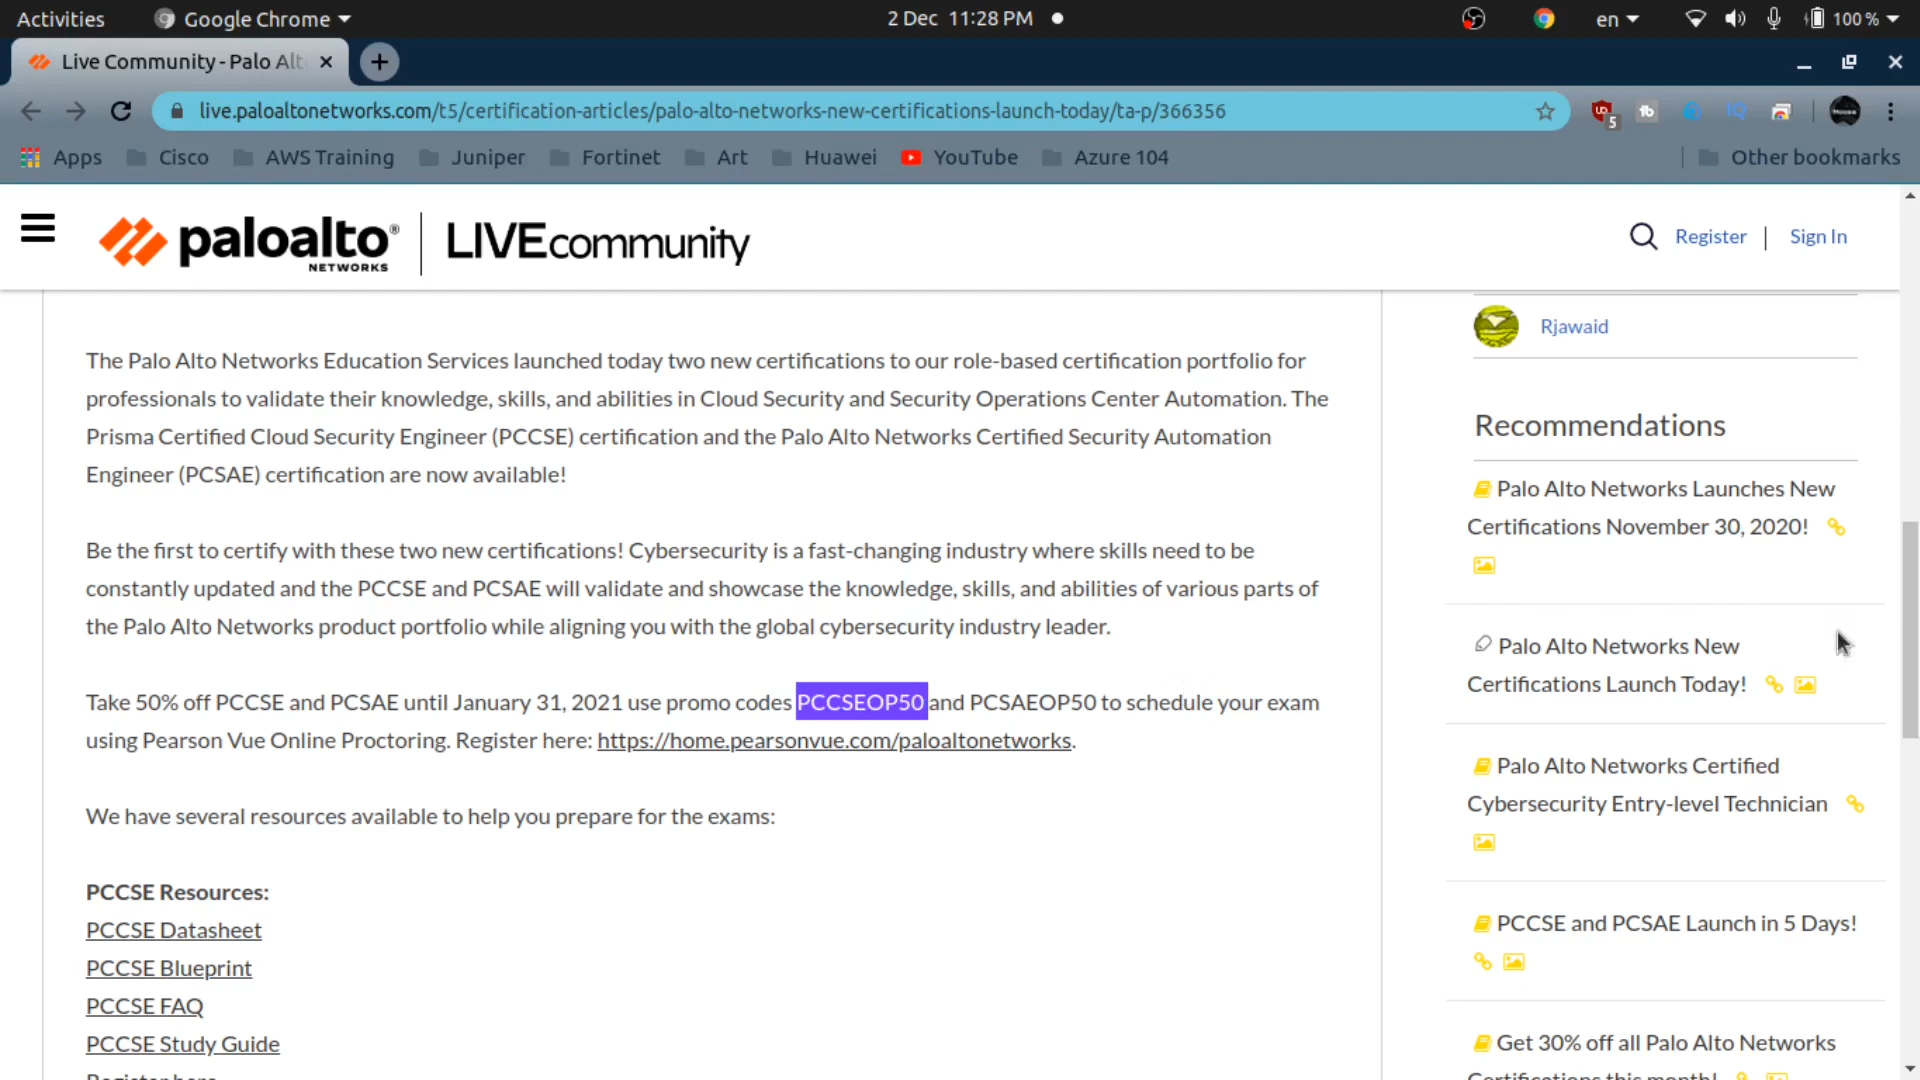 Activities
Google Chrome
2 Dec 11:28 PM
en
100 %
Live Community - Palo Alt
live.paloaltonetworks.com/t5/certification-articles/palo-alto-networks-new-certifications-launch-today/ta-p/366356
5
Apps
Cisco
AWS Training
Juniper
Fortinet
Art
Huawei
YouTube
Azure 104
Other bookmarks
paloalto®
NETWORKS
LIVEcommunity
Register
Sign In
The Palo Alto Networks Education Services launched today two new certifications to our role-based certification portfolio for
professionals to validate their knowledge, skills, and abilities in Cloud Security and Security Operations Center Automation. The
Prisma Certified Cloud Security Engineer (PCCSE) certification and the Palo Alto Networks Certified Security Automation
Engineer (PCSAE) certification are now available!
Be the first to certify with these two new certifications! Cybersecurity is a fast-changing industry where skills need to be
constantly updated and the PCCSE and PCSAE will validate and showcase the knowledge, skills, and abilities of various parts of
the Palo Alto Networks product portfolio while aligning you with the global cybersecurity industry leader.
Take 50% off PCCSE and PCSAE until January 31, 2021 use promo codes PCCSEOP50 and PCSAEOP50 to schedule your exam
using Pearson Vue Online Proctoring. Register here: https://home.pearsonvue.com/paloaltonetworks.
We have several resources available to help you prepare for the exams:
PCCSE Resources:
PCCSE Datasheet
PCCSE Blueprint
PCCSE FAQ
PCCSE Study Guide
Register here
Rjawaid
Recommendations
Palo Alto Networks Launches New
Certifications November 30, 2020!
Palo Alto Networks New
Certifications Launch Today!
Palo Alto Networks Certified
Cybersecurity Entry-level Technician
PCCSE and PCSAE Launch in 5 Days!
Get 30% off all Palo Alto Networks
Certifications this month!